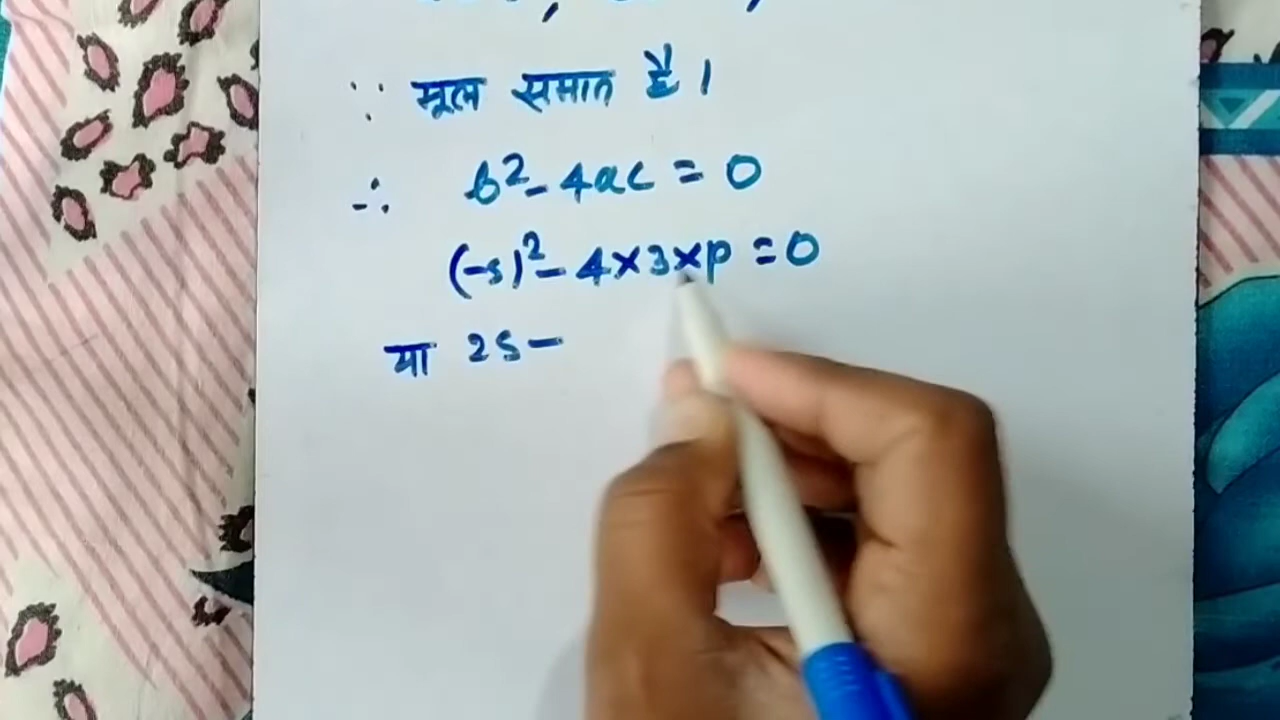 ∵ मूल समान है।
∴ b²-4ac = 0
(-5)²- 4×3×p = 0
या 25 -